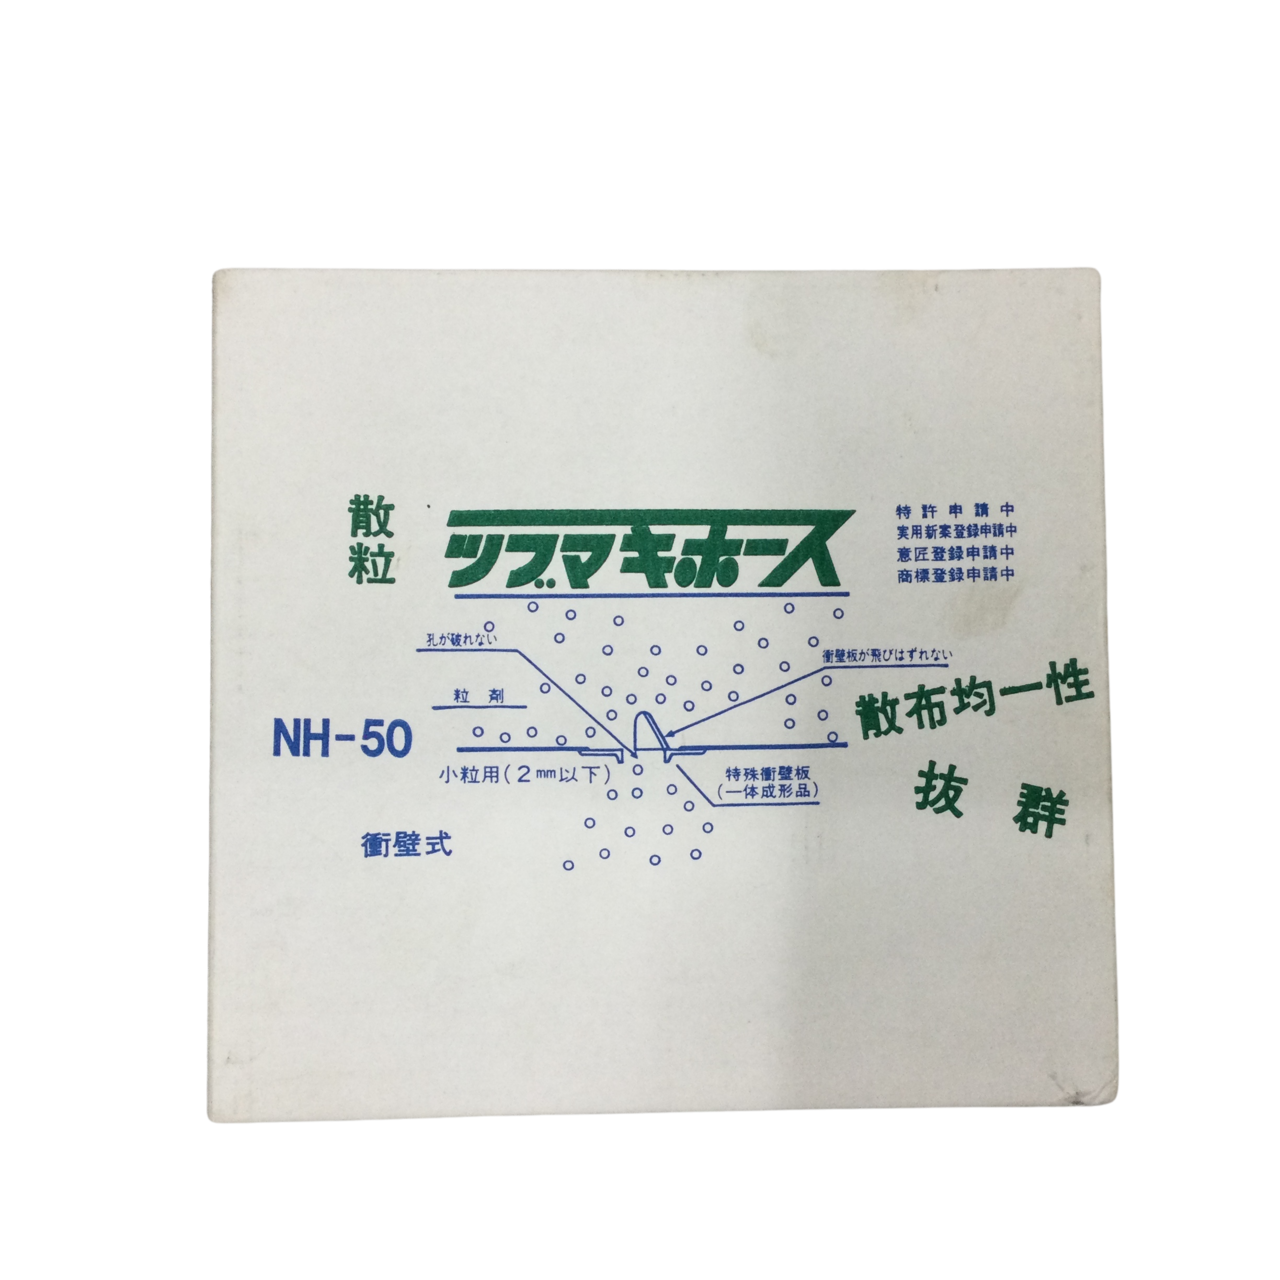 散粒
ツブマキホース
特許申請中
実用新案登録申請中
意匠登録申請中
商標登録申請中
孔が破れない
衝壁板が飛びはずれない
粒剤
散布均一性
抜群
NH-50
小粒用(2mm以下)
特殊衝壁板
(一体成形品)
衝壁式